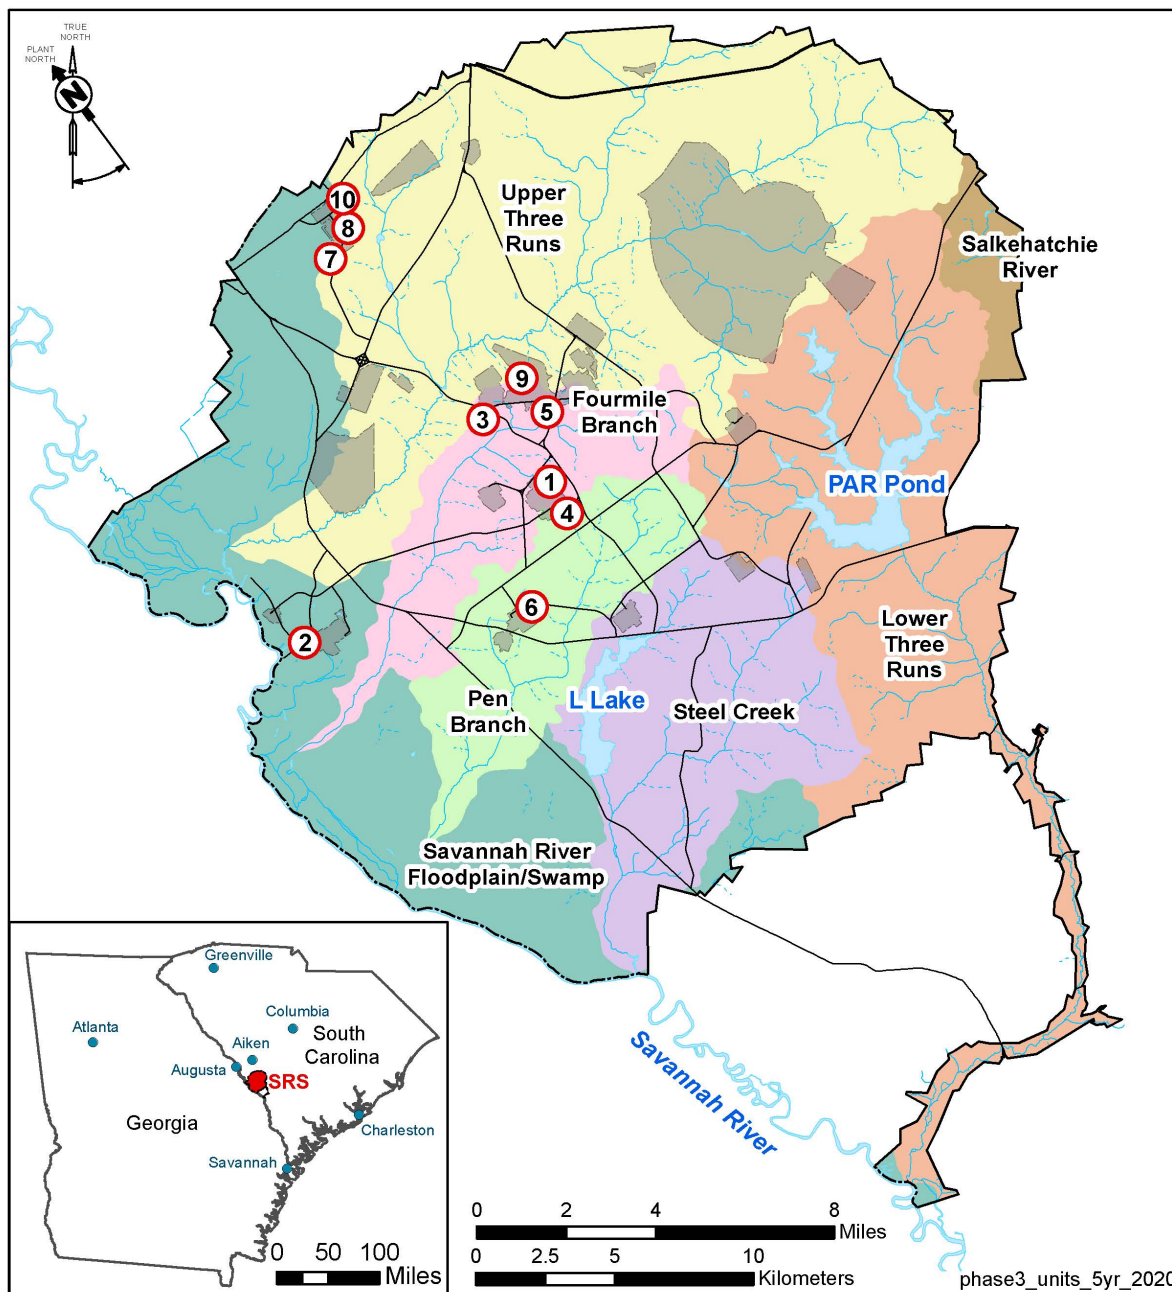 TRUE
NORTH
PLANT
NORTH
N
Upper
Three
Runs
Salkehatchie
River
10
8
7
9
3
5
Fourmile
Branch
1
4
PAR Pond
6
2
Lower
Three
Runs
Pen
Branch
L Lake
Steel Creek
Savannah River
Floodplain/Swamp
Savannah River
Greenville
Atlanta
Columbia
South
Carolina
Aiken
Augusta
SRS
Georgia
Charleston
Savannah
0 50 100
Miles
0 2 4 8
Miles
0 2.5 5 10
Kilometers
phase3_units_5yr_2020